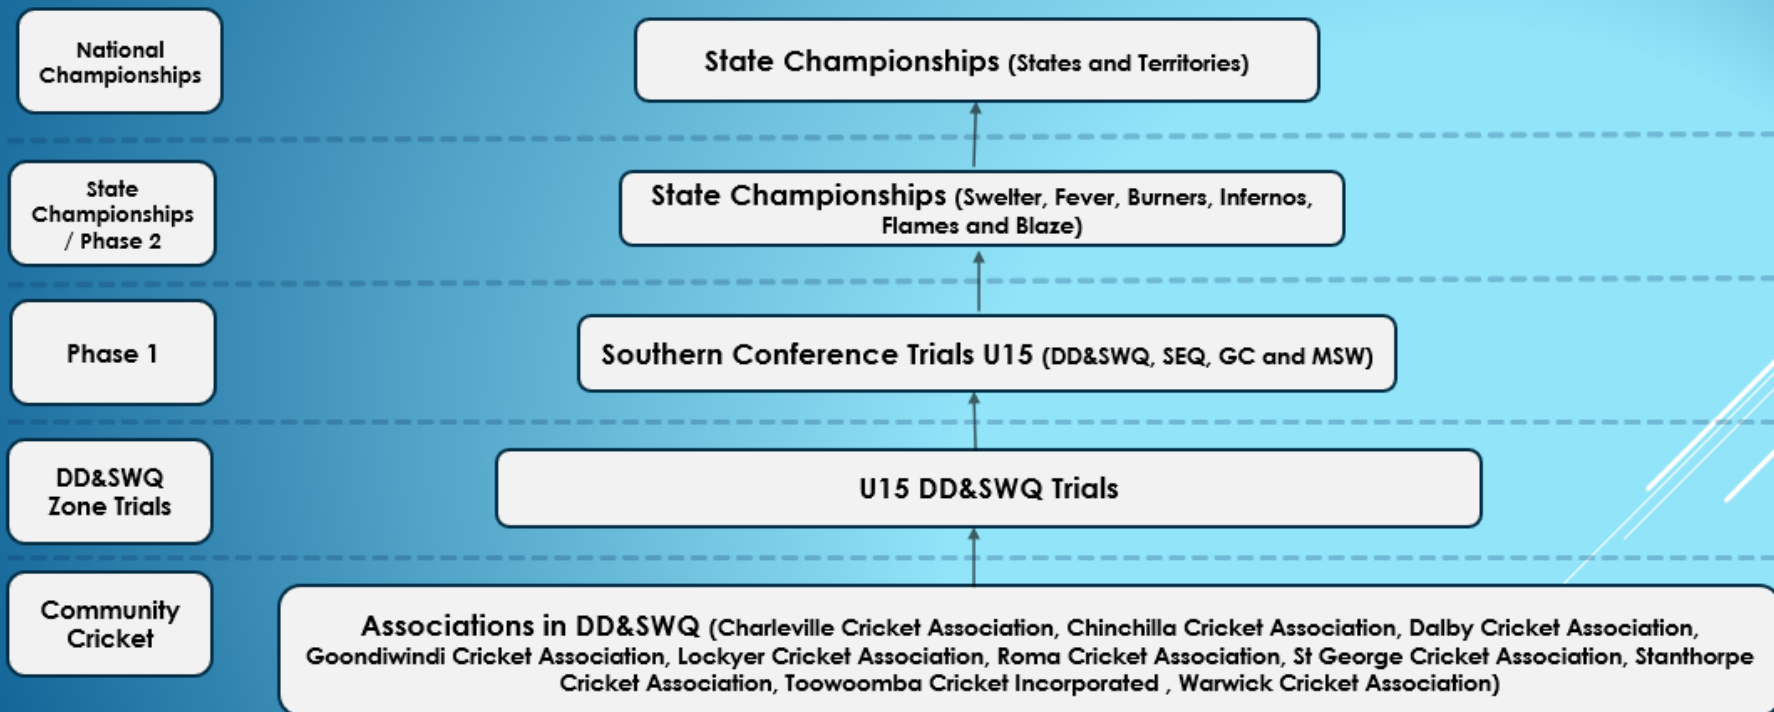 National
Championships
State Championships (States and Territories)
State
Championships
/ Phase 2
State Championships (Swelter, Fever, Burners, Infernos,
Flames and Blaze)
Phase 1
Southern Conference Trials U15 (DD&SWQ, SEQ, GC and MSW)
DD&SWQ
Zone Trials
U15 DD&SWQ Trials
Community
Cricket
Associations in DD&SWQ (Charleville Cricket Association, Chinchilla Cricket Association, Dalby Cricket Association,
Goondiwindi Cricket Association, Lockyer Cricket Association, Roma Cricket Association, St George Cricket Association, Stanthorpe
Cricket Association, Toowoomba Cricket Incorporated , Warwick Cricket Association)